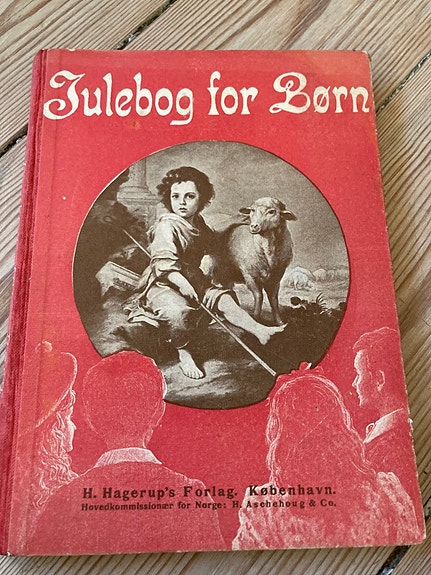 Julebog for Børn
H. Hagerup's Forlag. København.
Hovedkommissionær for Norge: H. Aschehoug & Co.